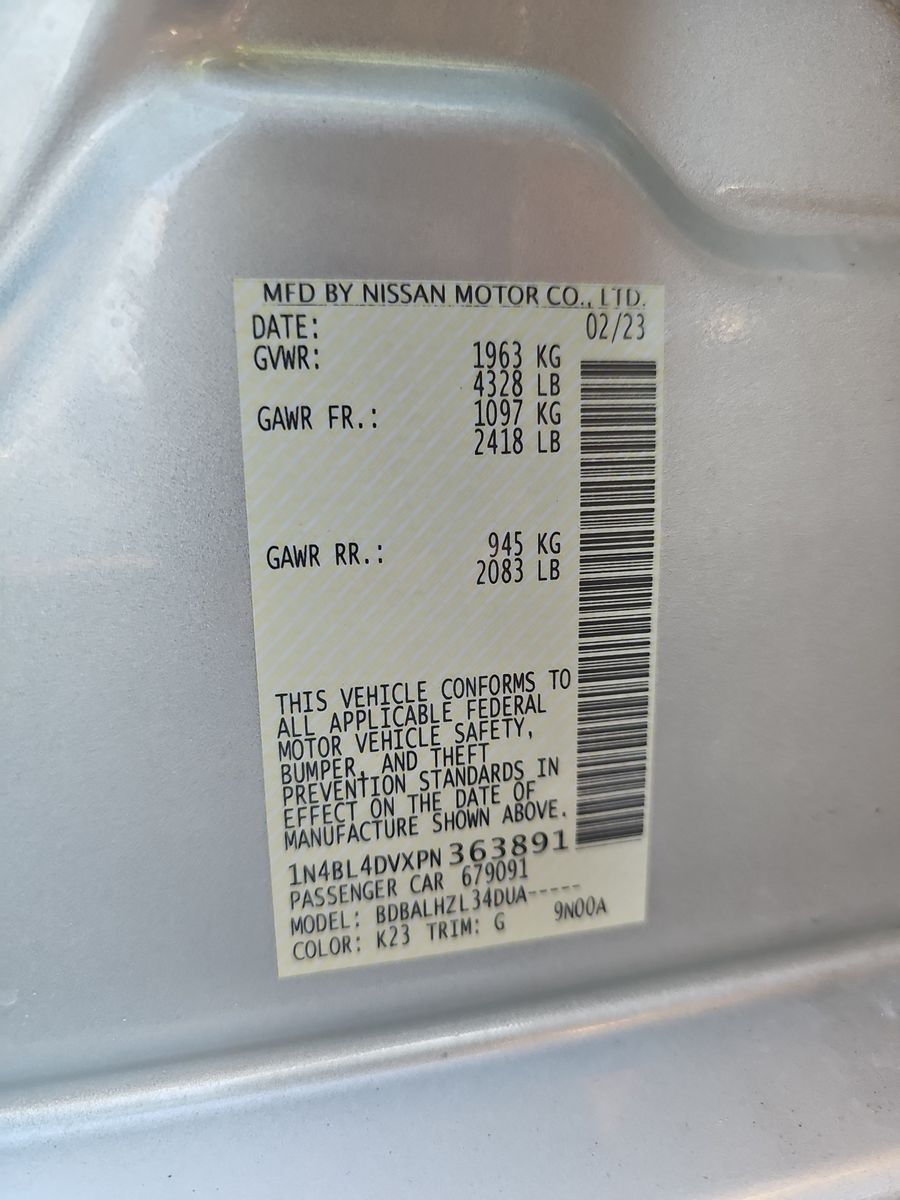 MFD BY NISSAN MOTOR CO., LTD.
DATE: 02/23
GVWR: 1963 KG
4328 LB
GAWR FR.: 1097 KG
2418 LB
GAWR RR.: 945 KG
2083 LB
THIS VEHICLE CONFORMS TO
ALL APPLICABLE FEDERAL
MOTOR VEHICLE SAFETY,
BUMPER, AND THEFT
PREVENTION STANDARDS IN
EFFECT ON THE DATE OF
MANUFACTURE SHOWN ABOVE.
1N4BL4DVXPN363891
PASSENGER CAR 679091
MODEL: BDBALHZL34DUA-----
COLOR: K23 TRIM: G 9N00A